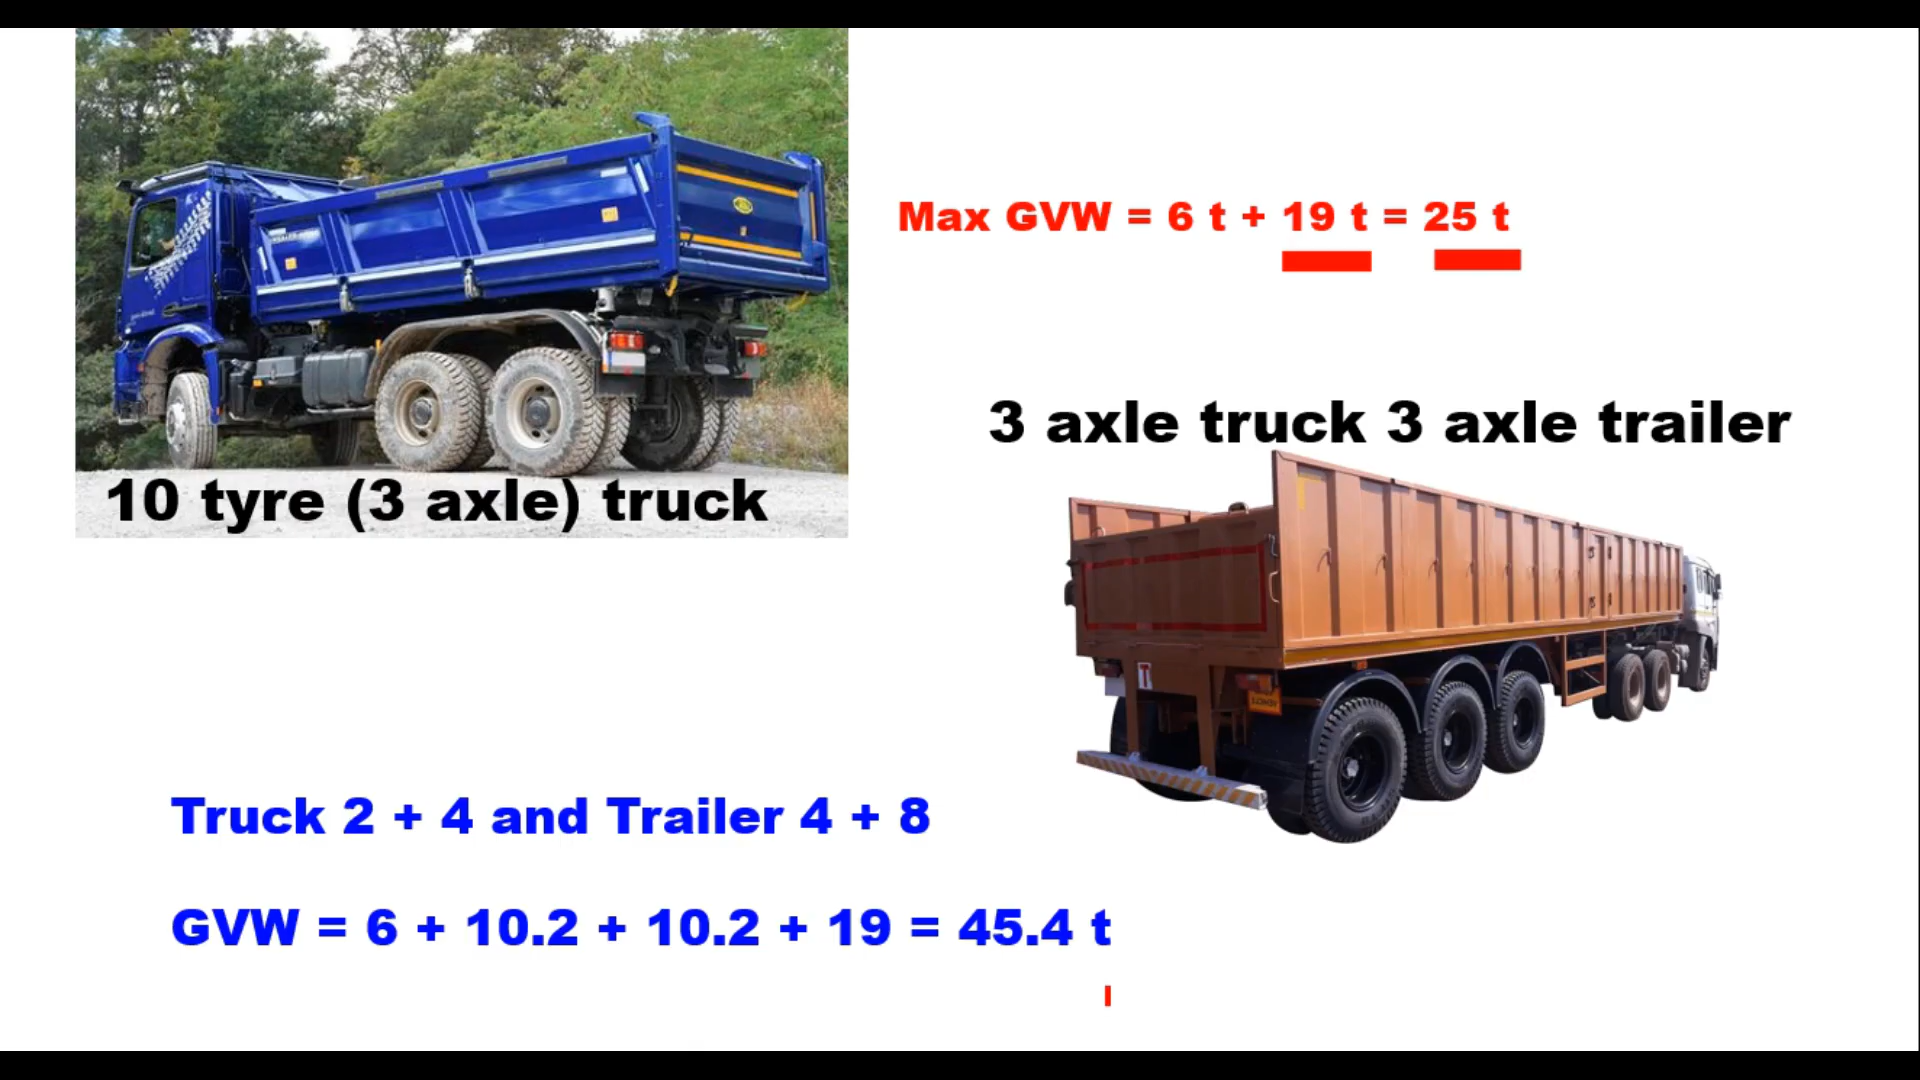 Max GVW = 6 t + 19 t = 25 t
3 axle truck 3 axle trailer
10 tyre (3 axle) truck
Truck 2 + 4 and Trailer 4 + 8
GVW = 6 + 10.2 + 10.2 + 19 = 45.4 t